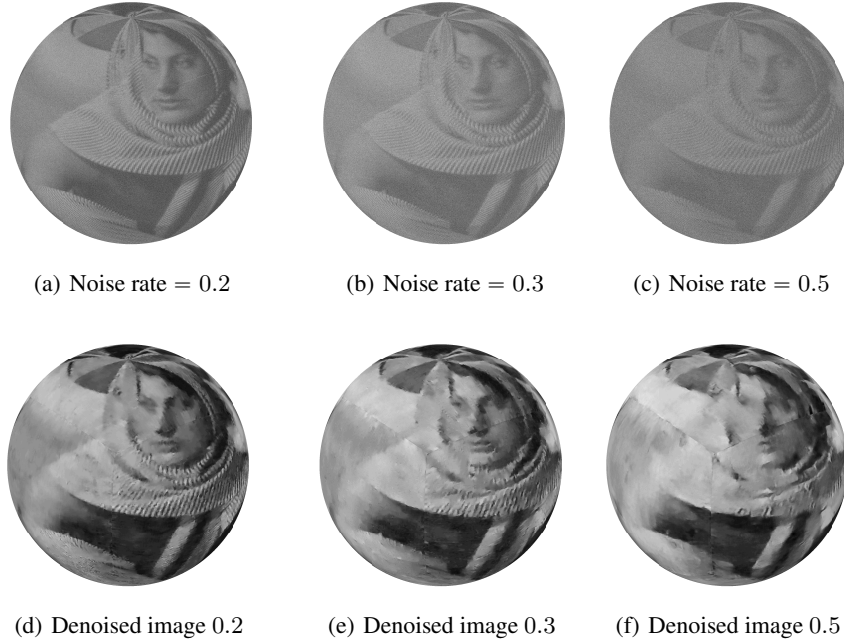 (a) Noise rate = 0.2
(b) Noise rate = 0.3
(c) Noise rate = 0.5
(d) Denoised image 0.2
(e) Denoised image 0.3
(f) Denoised image 0.5